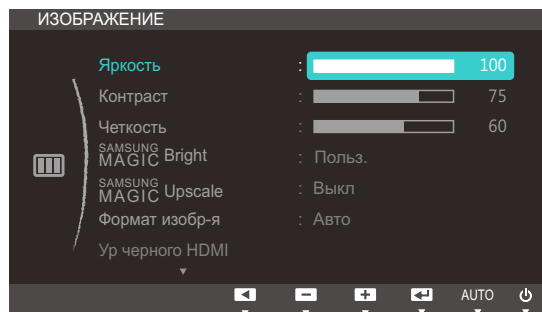 ИЗОБРАЖЕНИЕ
Яркость : 100
Контраст : 75
Четкость : 60
SAMSUNG MAGIC Bright : Польз.
SAMSUNG MAGIC Upscale : Выкл
Формат изобр-я : Авто
Ур черного HDMI
AUTO